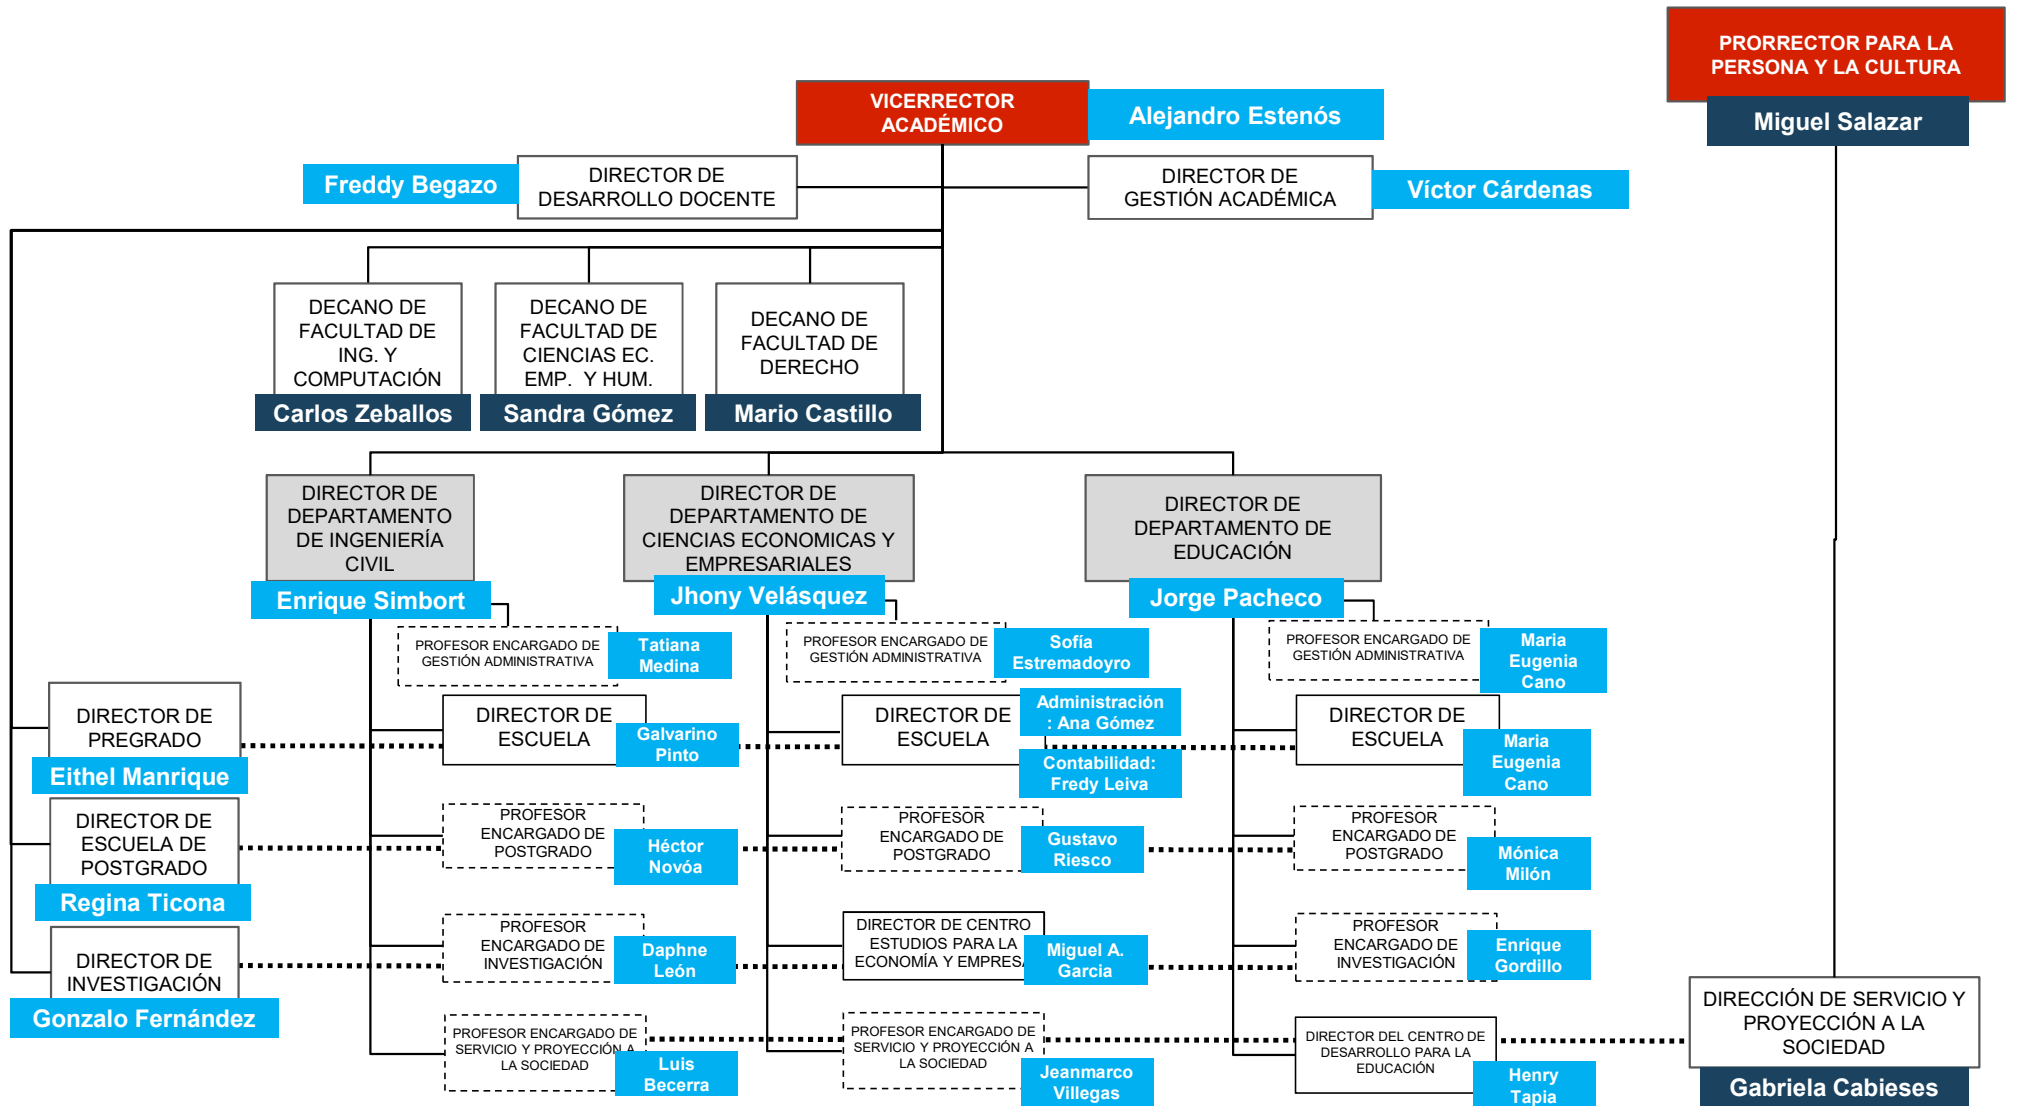 PRORRECTOR PARA LA
PERSONA Y LA CULTURA
Miguel Salazar
VICERRECTOR
ACADÉMICO
Alejandro Estenós
Freddy Begazo
DIRECTOR DE
DESARROLLO DOCENTE
DIRECTOR DE
GESTIÓN ACADÉMICA
Víctor Cárdenas
DECANO DE
FACULTAD DE
ING. Y
COMPUTACIÓN
Carlos Zeballos
DECANO DE
FACULTAD DE
CIENCIAS EC.
EMP. Y HUM.
Sandra Gómez
DECANO DE
FACULTAD DE
DERECHO
Mario Castillo
DIRECTOR DE
DEPARTAMENTO
DE INGENIERÍA
CIVIL
Enrique Simbort
DIRECTOR DE
DEPARTAMENTO DE
CIENCIAS ECONOMICAS Y
EMPRESARIALES
Jhony Velásquez
DIRECTOR DE
DEPARTAMENTO DE
EDUCACIÓN
Jorge Pacheco
PROFESOR ENCARGADO DE
GESTIÓN ADMINISTRATIVA
Tatiana
Medina
PROFESOR ENCARGADO DE
GESTIÓN ADMINISTRATIVA
Sofía
Estremadoyro
PROFESOR ENCARGADO DE
GESTIÓN ADMINISTRATIVA
Maria
Eugenia
Cano
DIRECTOR DE
PREGRADO
Eithel Manrique
DIRECTOR DE
ESCUELA
Galvarino
Pinto
DIRECTOR DE
ESCUELA
Administración
: Ana Gómez
Contabilidad:
Fredy Leiva
DIRECTOR DE
ESCUELA
Maria
Eugenia
Cano
DIRECTOR DE
ESCUELA DE
POSTGRADO
Regina Ticona
PROFESOR
ENCARGADO DE
POSTGRADO
Héctor
Novóa
PROFESOR
ENCARGADO DE
POSTGRADO
Gustavo
Riesco
PROFESOR
ENCARGADO DE
POSTGRADO
Mónica
Milón
DIRECTOR DE
INVESTIGACIÓN
Gonzalo Fernández
PROFESOR
ENCARGADO DE
INVESTIGACIÓN
Daphne
León
DIRECTOR DE CENTRO
ESTUDIOS PARA LA
ECONOMÍA Y EMPRESA
Miguel A.
Garcia
PROFESOR
ENCARGADO DE
INVESTIGACIÓN
Enrique
Gordillo
PROFESOR ENCARGADO DE
SERVICIO Y PROYECCIÓN A
LA SOCIEDAD
Luis
Becerra
PROFESOR ENCARGADO DE
SERVICIO Y PROYECCIÓN A
LA SOCIEDAD
Jeanmarco
Villegas
DIRECTOR DEL CENTRO DE
DESARROLLO PARA LA
EDUCACIÓN
Henry
Tapia
DIRECCIÓN DE SERVICIO Y
PROYECCIÓN A LA
SOCIEDAD
Gabriela Cabieses